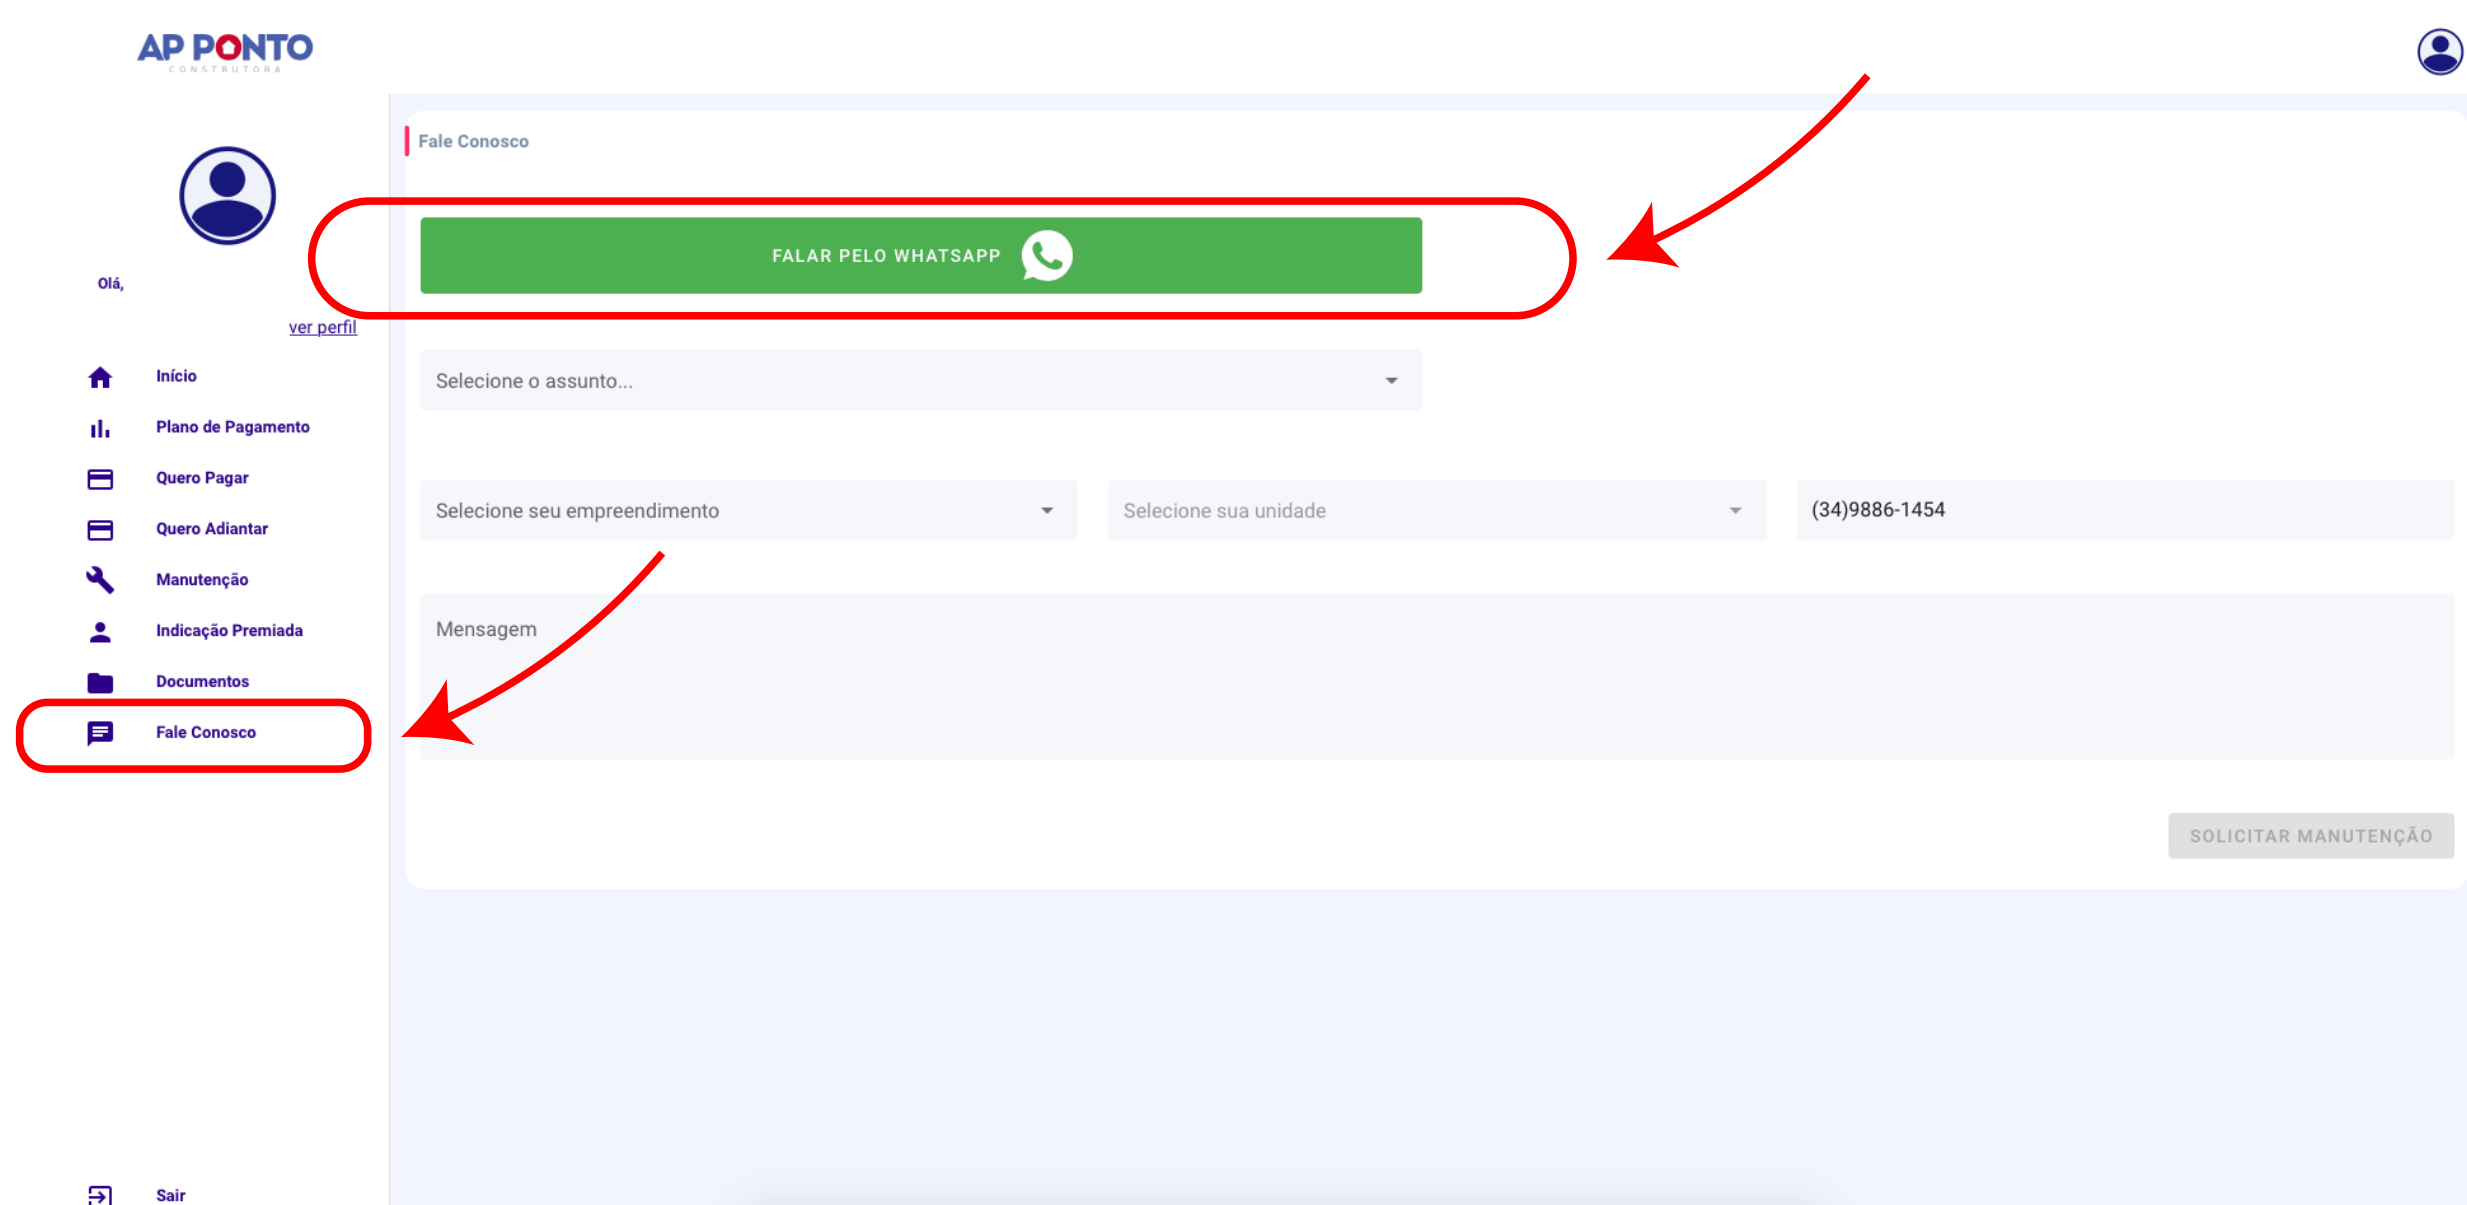 AP PONTO
CONSTRUTORA
Olá,
ver perfil
Início
Plano de Pagamento
Quero Pagar
Quero Adiantar
Manutenção
Indicação Premiada
Documentos
Fale Conosco
Sair
Fale Conosco
FALAR PELO WHATSAPP
Selecione o assunto...
Selecione seu empreendimento
Selecione sua unidade
(34)9886-1454
Mensagem
SOLICITAR MANUTENÇÃO